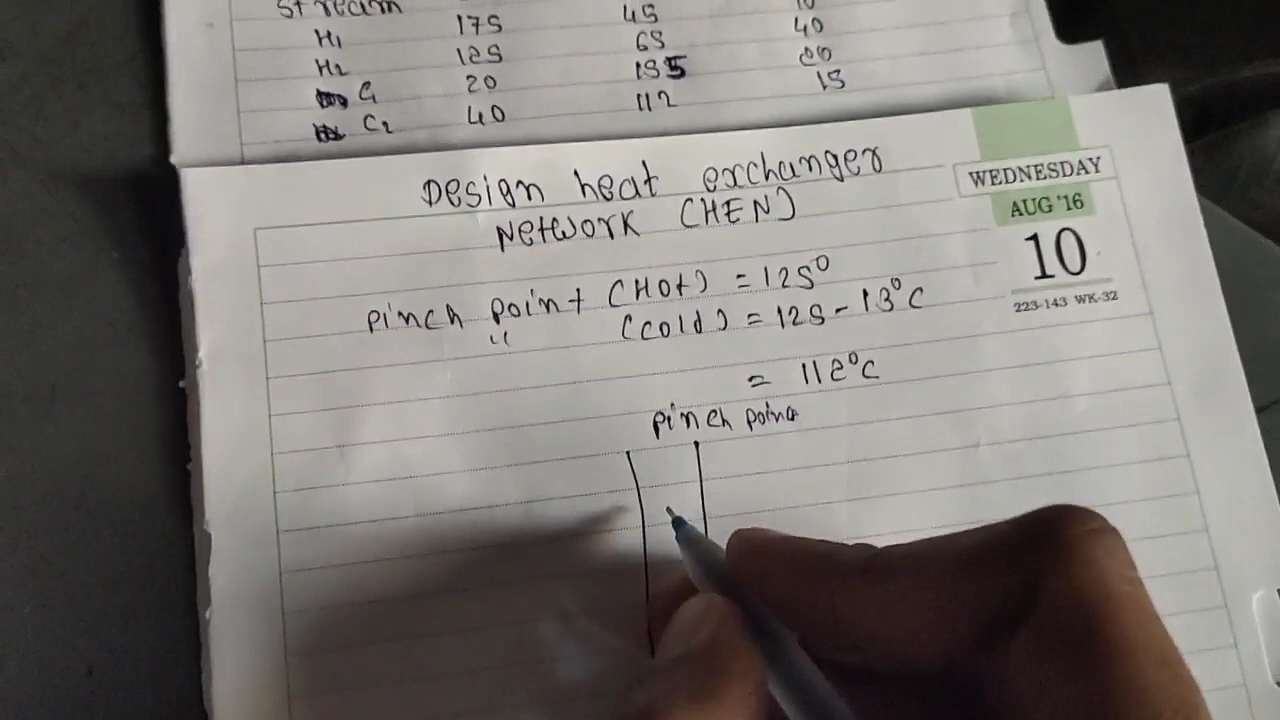 Stream
H1 175 45 10
H2 125 65 40
C1 20 155
C2 40 112 15
Design heat exchanger
Network (HEN)
WEDNESDAY
AUG '16
10
223-143 WK-32
pinch point (Hot) = 125°
" (cold) = 125 - 13°C
= 112°C
pinch point